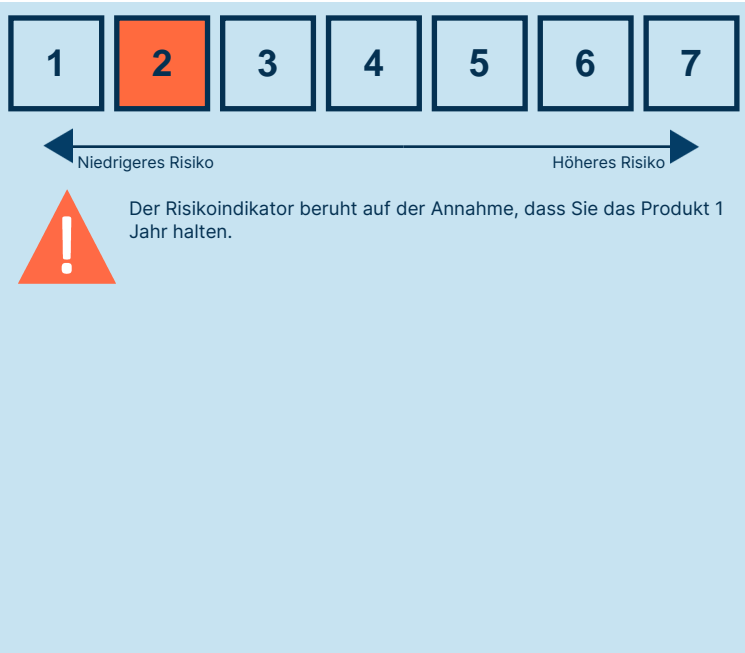 1 2 3 4 5 6 7
Niedrigeres Risiko Höheres Risiko
!
Der Risikoindikator beruht auf der Annahme, dass Sie das Produkt 1
Jahr halten.